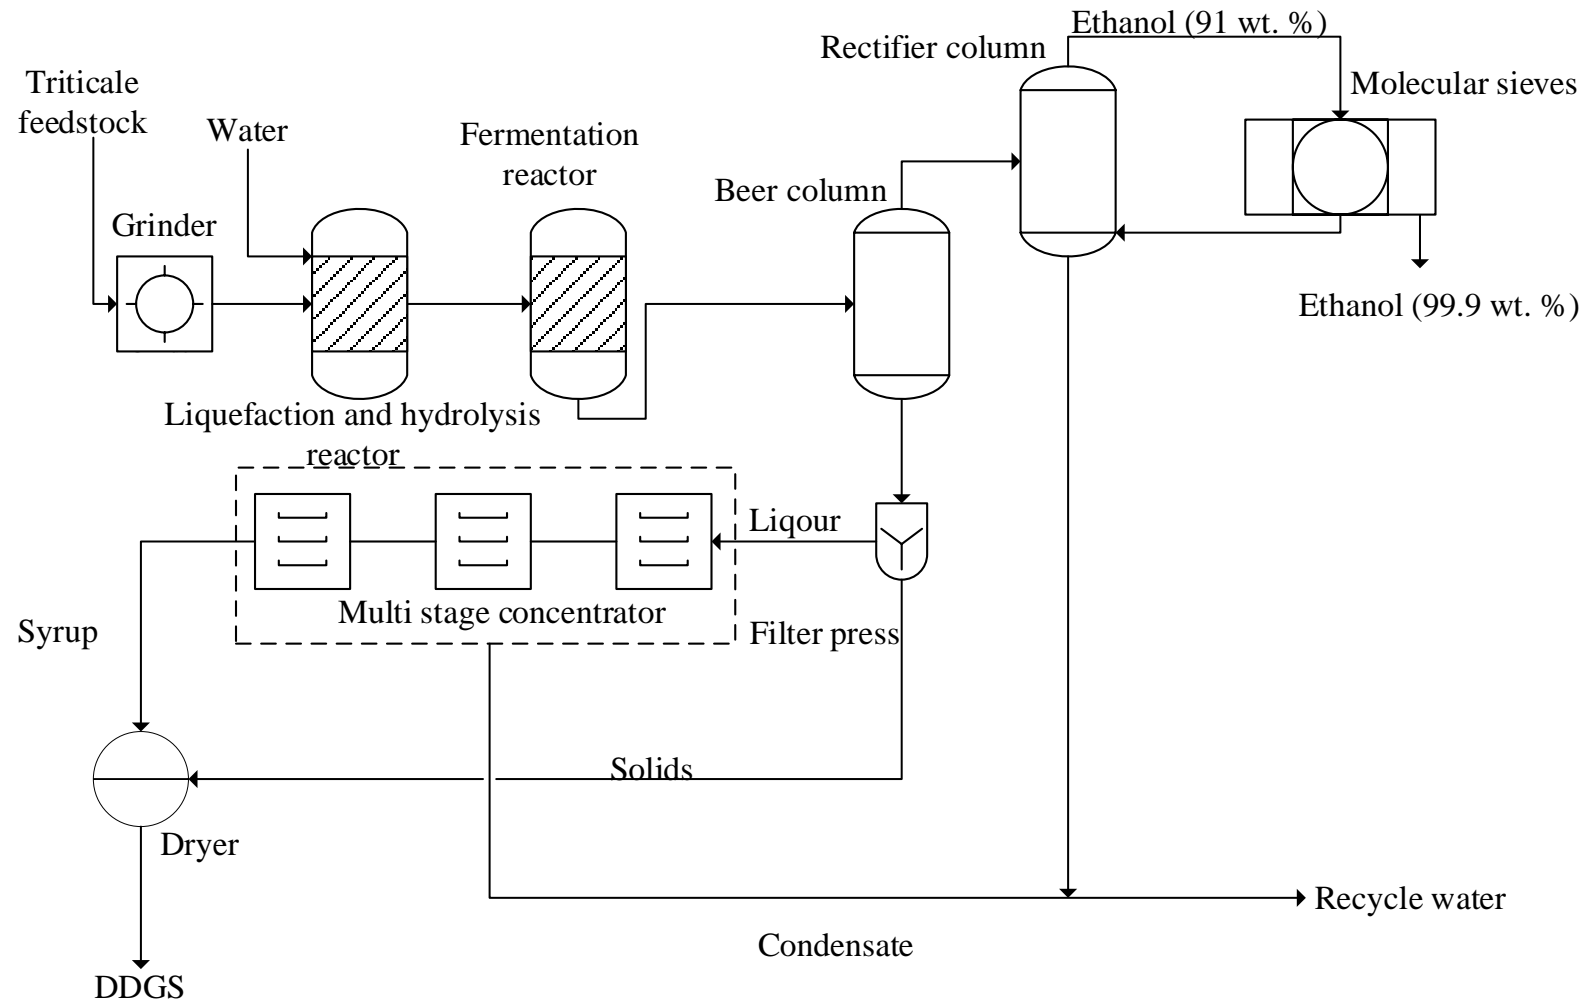 Ethanol (91 wt. %)
Rectifier column
Triticale
feedstock
Molecular sieves
Water
Fermentation
reactor
Beer column
Grinder
Ethanol (99.9 wt. %)
Liquefaction and hydrolysis
reactor
Liqour
Multi stage concentrator
Syrup
Filter press
Solids
Dryer
Recycle water
Condensate
DDGS